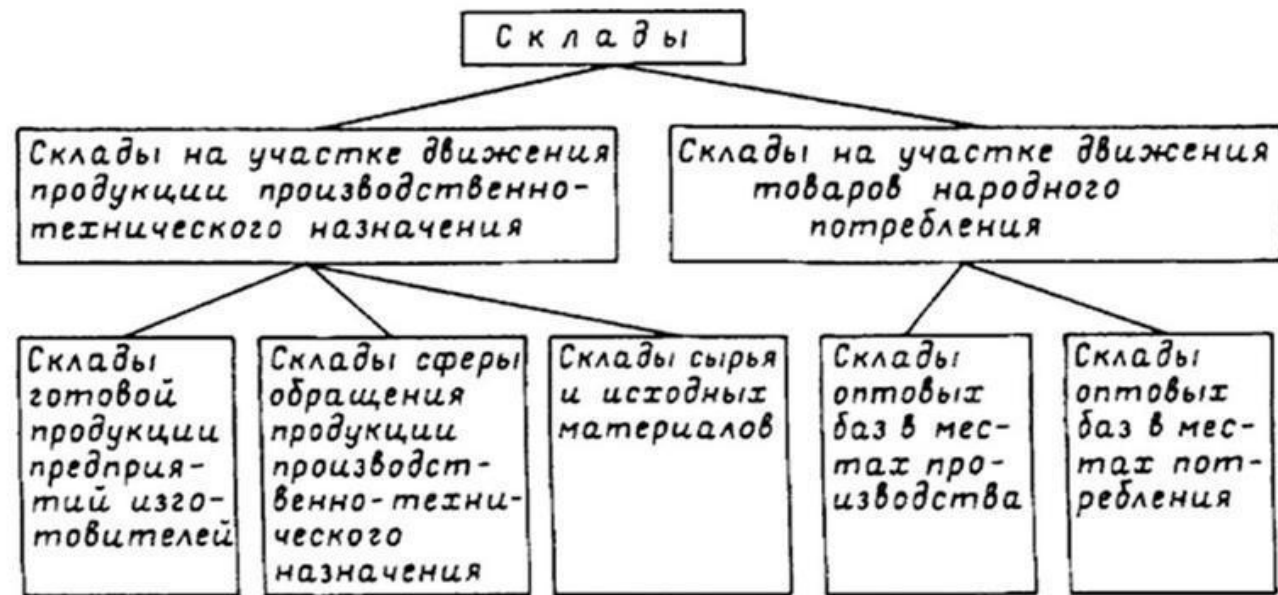 Склады
Склады на участке движения
продукции производственно-
технического назначения
Склады на участке движения
товаров народного
потребления
Склады
готовой
продукции
предприя-
тий изго-
товителей
Склады сферы
обращения
продукции
производст-
венно-техни-
ческого
назначения
Склады сырья
и исходных
материалов
Склады
оптовых
баз в мес-
тах про-
изводства
Склады
оптовых
баз в мес-
тах пот-
ребления